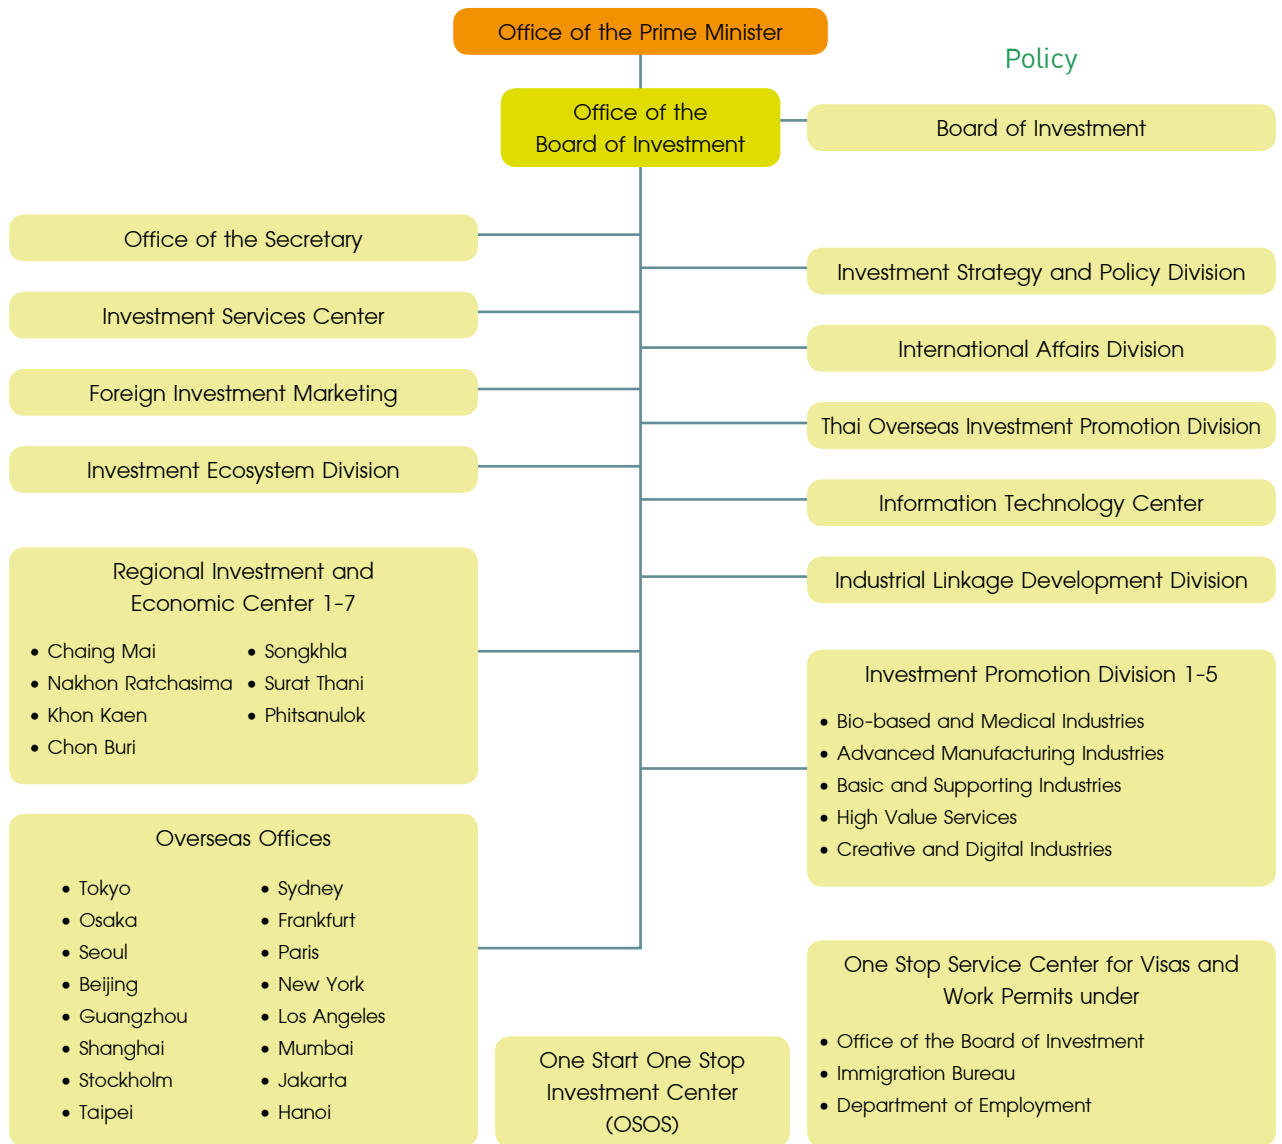 Office of the Prime Minister
Policy
Office of the
Board of Investment
Board of Investment
Office of the Secretary
Investment Services Center
Foreign Investment Marketing
Investment Ecosystem Division
Investment Strategy and Policy Division
International Affairs Division
Thai Overseas Investment Promotion Division
Information Technology Center
Industrial Linkage Development Division
Regional Investment and
Economic Center 1-7
• Chaing Mai
• Nakhon Ratchasima
• Khon Kaen
• Chon Buri
• Songkhla
• Surat Thani
• Phitsanulok
Investment Promotion Division 1-5
• Bio-based and Medical Industries
• Advanced Manufacturing Industries
• Basic and Supporting Industries
• High Value Services
• Creative and Digital Industries
Overseas Offices
• Tokyo
• Osaka
• Seoul
• Beijing
• Guangzhou
• Shanghai
• Stockholm
• Taipei
• Sydney
• Frankfurt
• Paris
• New York
• Los Angeles
• Mumbai
• Jakarta
• Hanoi
One Start One Stop
Investment Center
(OSOS)
One Stop Service Center for Visas and
Work Permits under
• Office of the Board of Investment
• Immigration Bureau
• Department of Employment